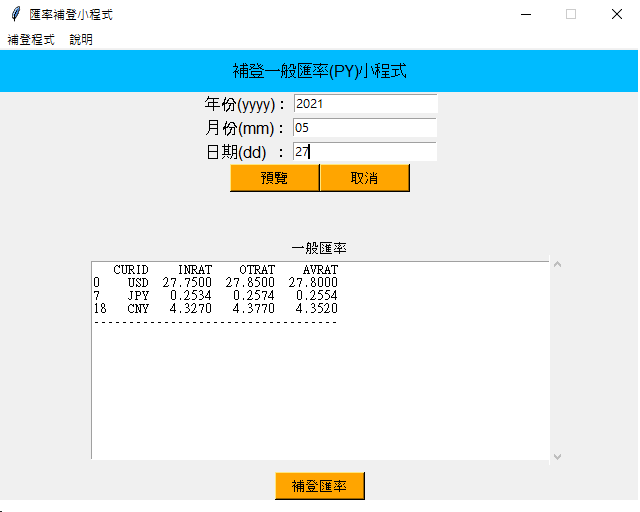 匯率補登小程式
補登程式 說明
補登一般匯率(PY)小程式
年份(yyyy)： 2021
月份(mm)： 05
日期(dd) ： 27
預覽 取消
一般匯率
CURID INRAT OTRAT AVRAT
0 USD 27.7500 27.8500 27.8000
7 JPY 0.2534 0.2574 0.2554
18 CNY 4.3270 4.3770 4.3520
-----------------------------------
補登匯率